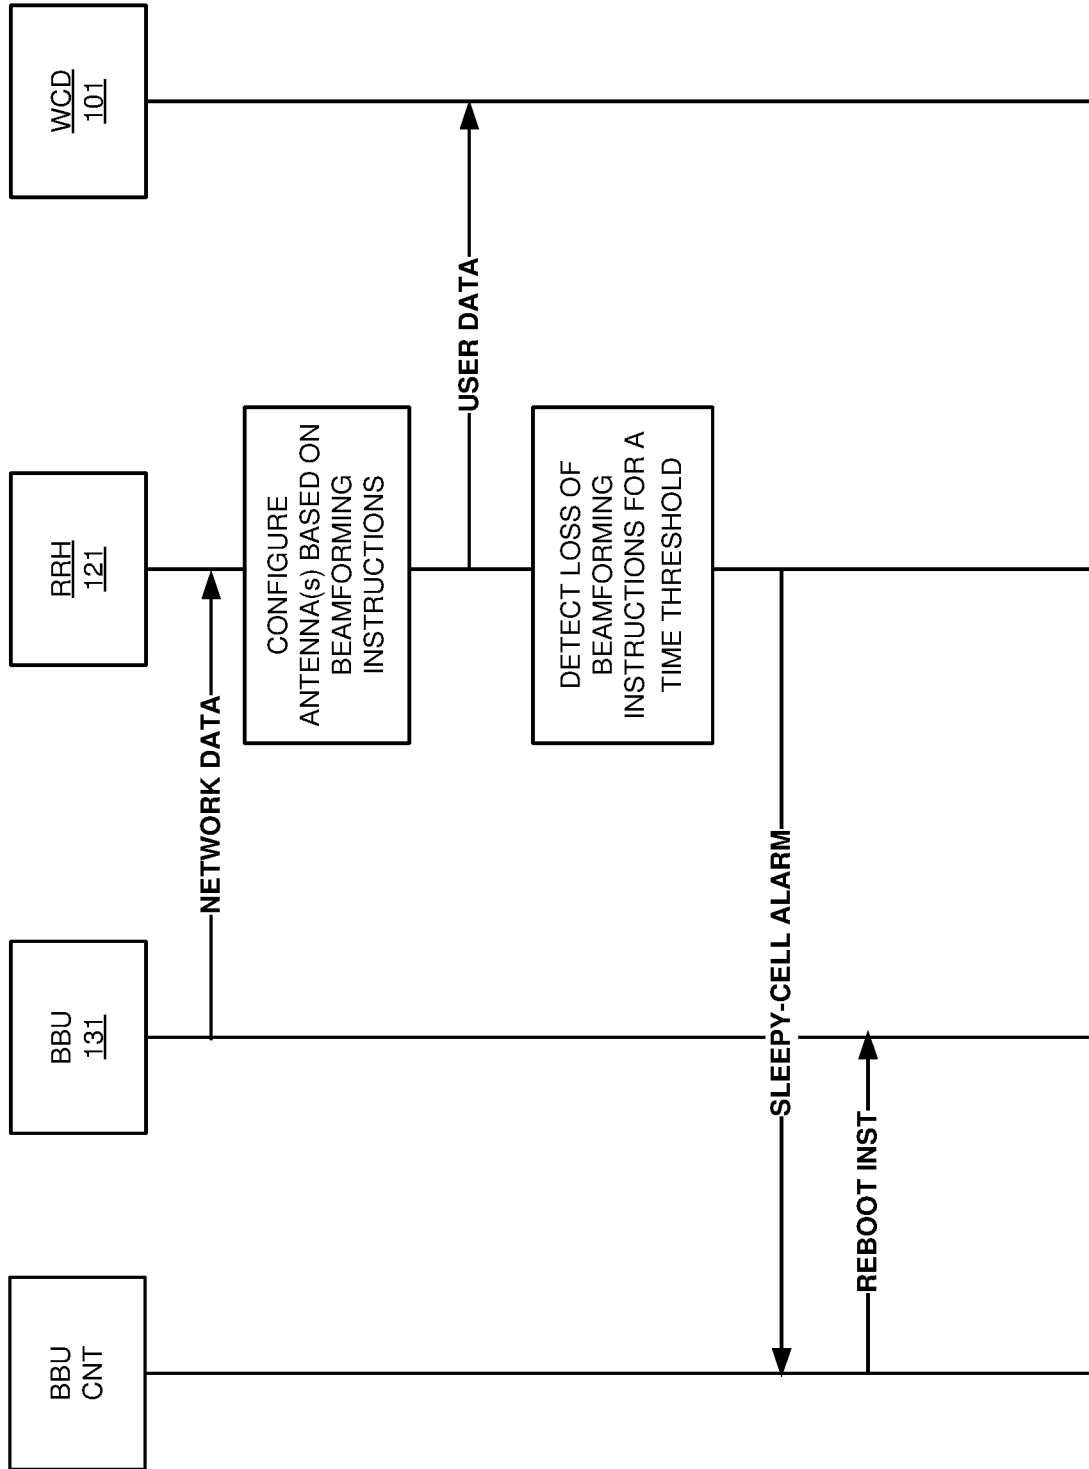 BBU
CNT
BBU
131
RRH
121
WCD
101
NETWORK DATA
CONFIGURE
ANTENNA(s) BASED ON
BEAMFORMING
INSTRUCTIONS
USER DATA
DETECT LOSS OF
BEAMFORMING
INSTRUCTIONS FOR A
TIME THRESHOLD
SLEEPY-CELL ALARM
REBOOT INST